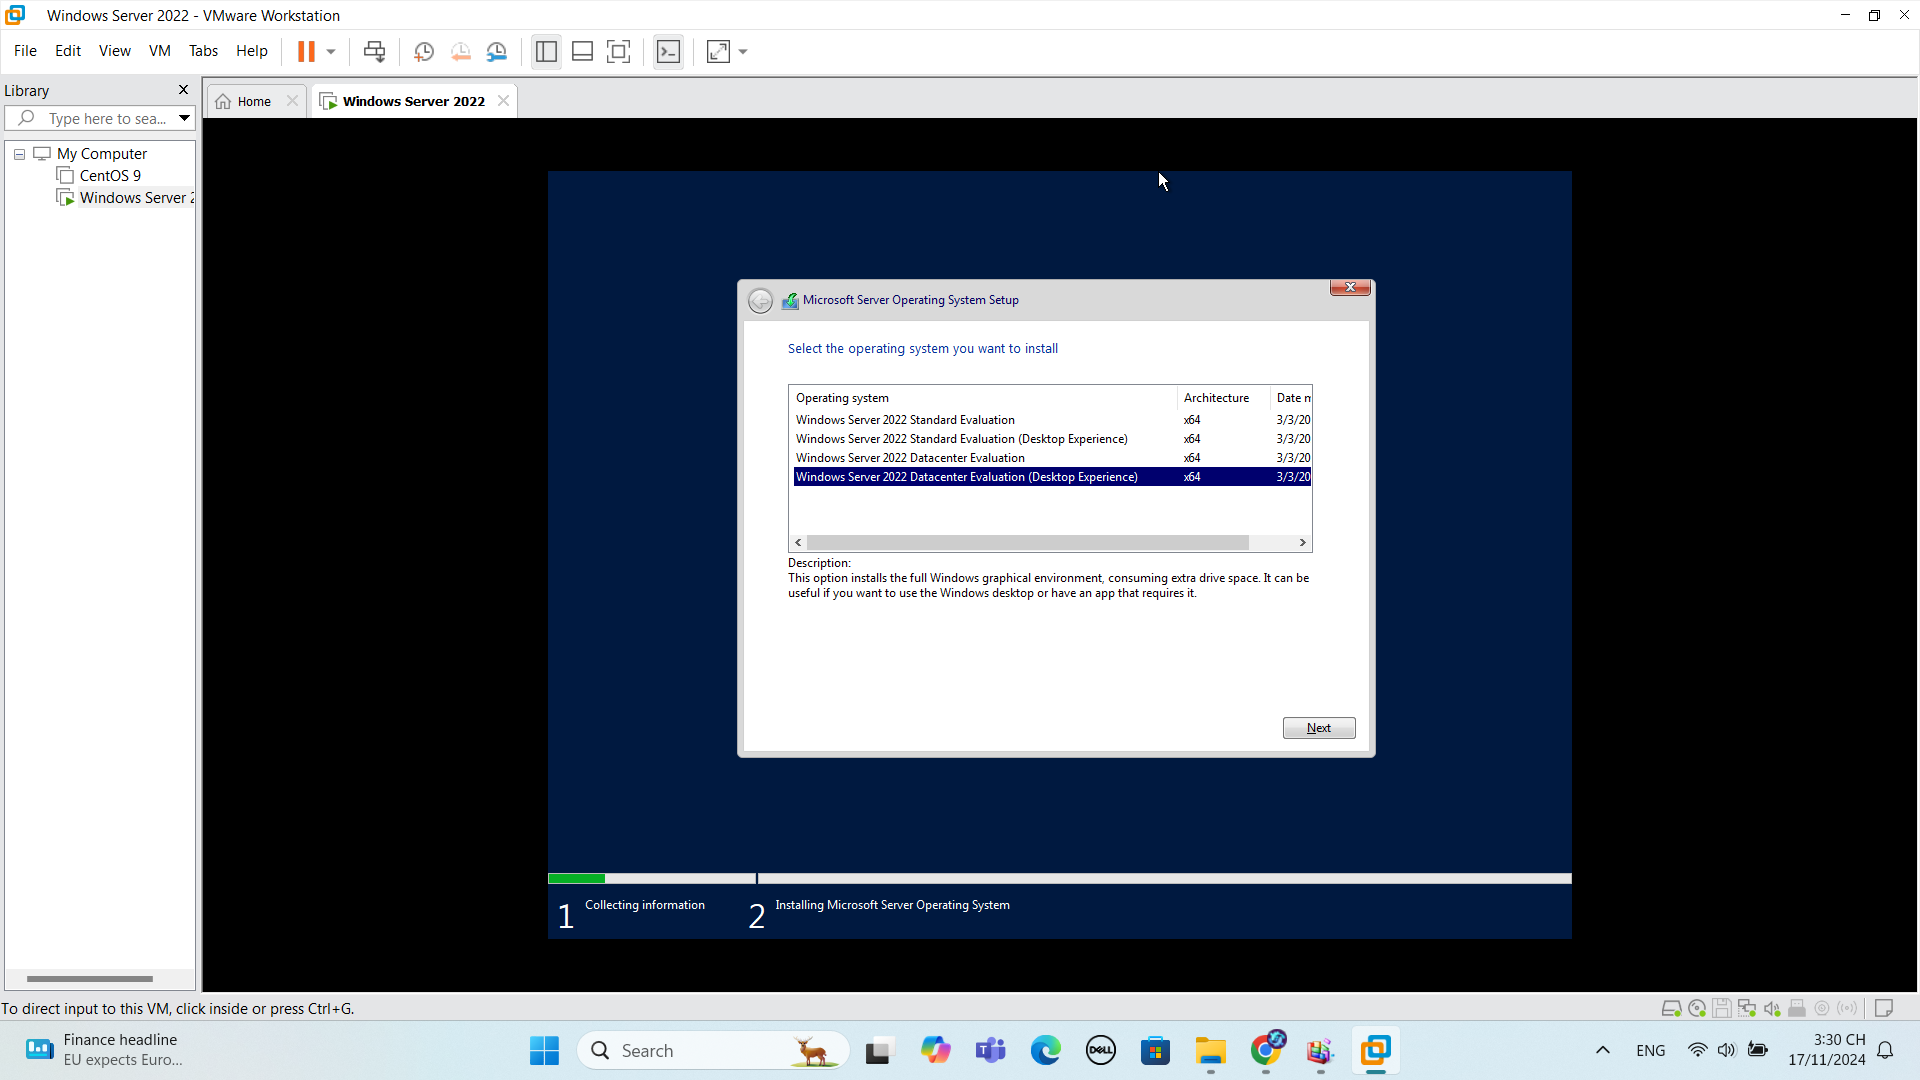 Windows Server 2022 - VMware Workstation
File Edit View VM Tabs Help
Library
Type here to sea...
My Computer
CentOS 9
Windows Server 2
Home
Windows Server 2022
Microsoft Server Operating System Setup
Select the operating system you want to install
Operating system Architecture Date m
Windows Server 2022 Standard Evaluation x64 3/3/20
Windows Server 2022 Standard Evaluation (Desktop Experience) x64 3/3/20
Windows Server 2022 Datacenter Evaluation x64 3/3/20
Windows Server 2022 Datacenter Evaluation (Desktop Experience) x64 3/3/20
Description:
This option installs the full Windows graphical environment, consuming extra drive space. It can be
useful if you want to use the Windows desktop or have an app that requires it.
Next
1 Collecting information 2 Installing Microsoft Server Operating System
To direct input to this VM, click inside or press Ctrl+G.
Finance headline
EU expects Euro...
Search
DELL
ENG
3:30 CH
17/11/2024